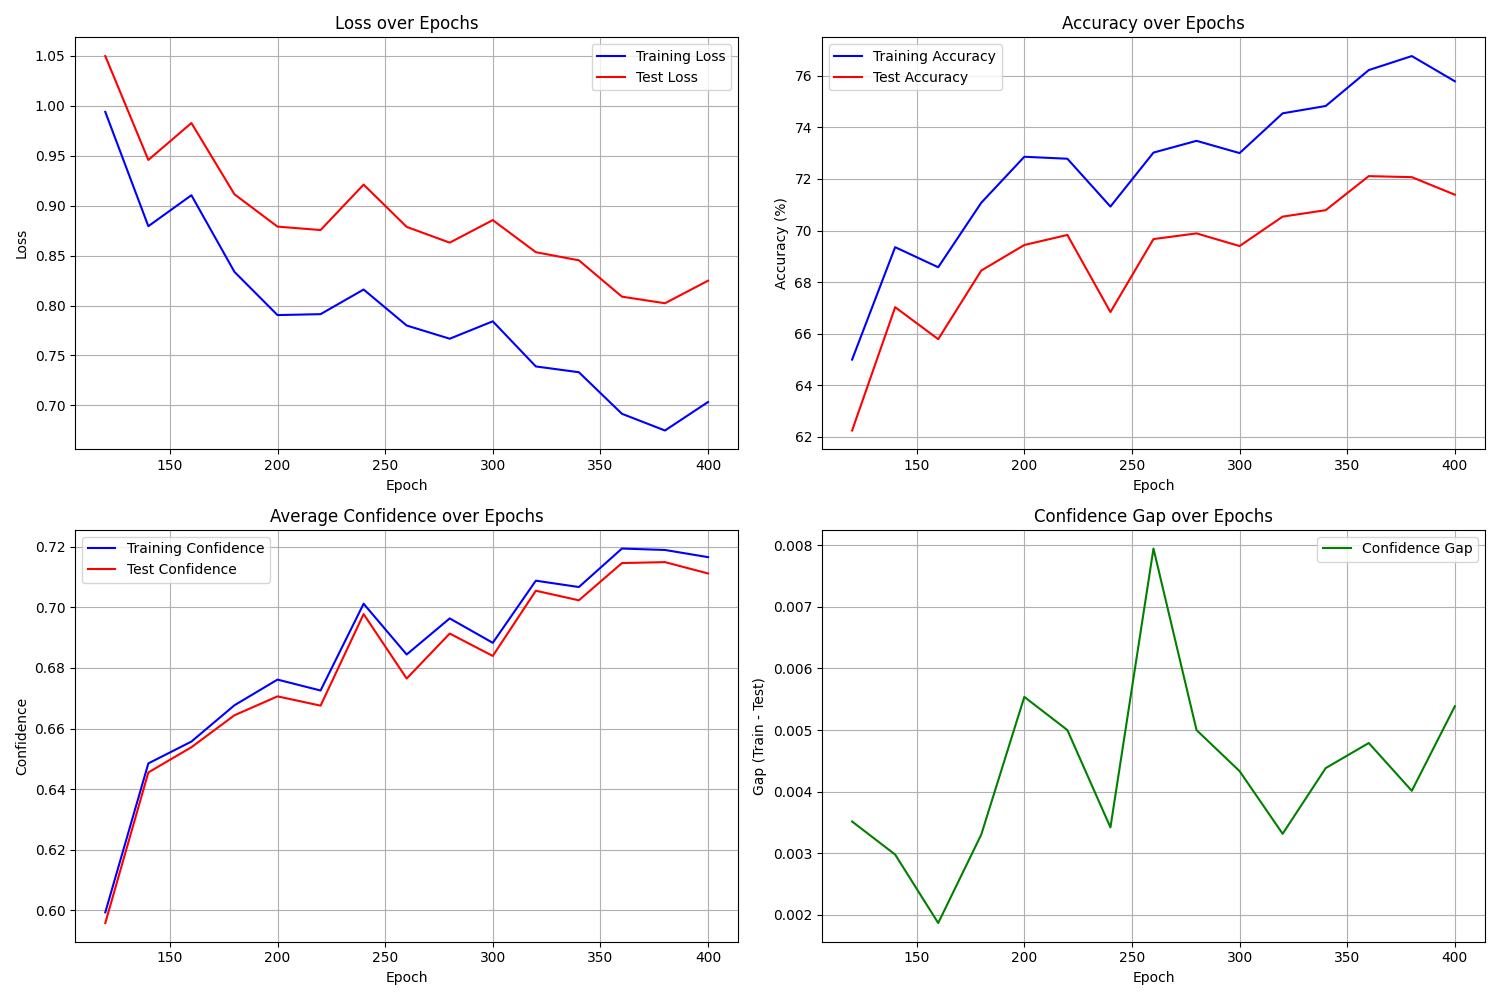 Loss over Epochs
1.05
1.00
0.95
0.90
0.85
0.80
0.75
0.70
Loss
Training Loss
Test Loss
150 200 250 300 350 400
Epoch
Accuracy over Epochs
76
74
72
70
68
66
64
62
Accuracy (%)
Training Accuracy
Test Accuracy
150 200 250 300 350 400
Epoch
Average Confidence over Epochs
0.72
0.70
0.68
0.66
0.64
0.62
0.60
Confidence
Training Confidence
Test Confidence
150 200 250 300 350 400
Epoch
Confidence Gap over Epochs
0.008
0.007
0.006
0.005
0.004
0.003
0.002
Gap (Train - Test)
Confidence Gap
150 200 250 300 350 400
Epoch